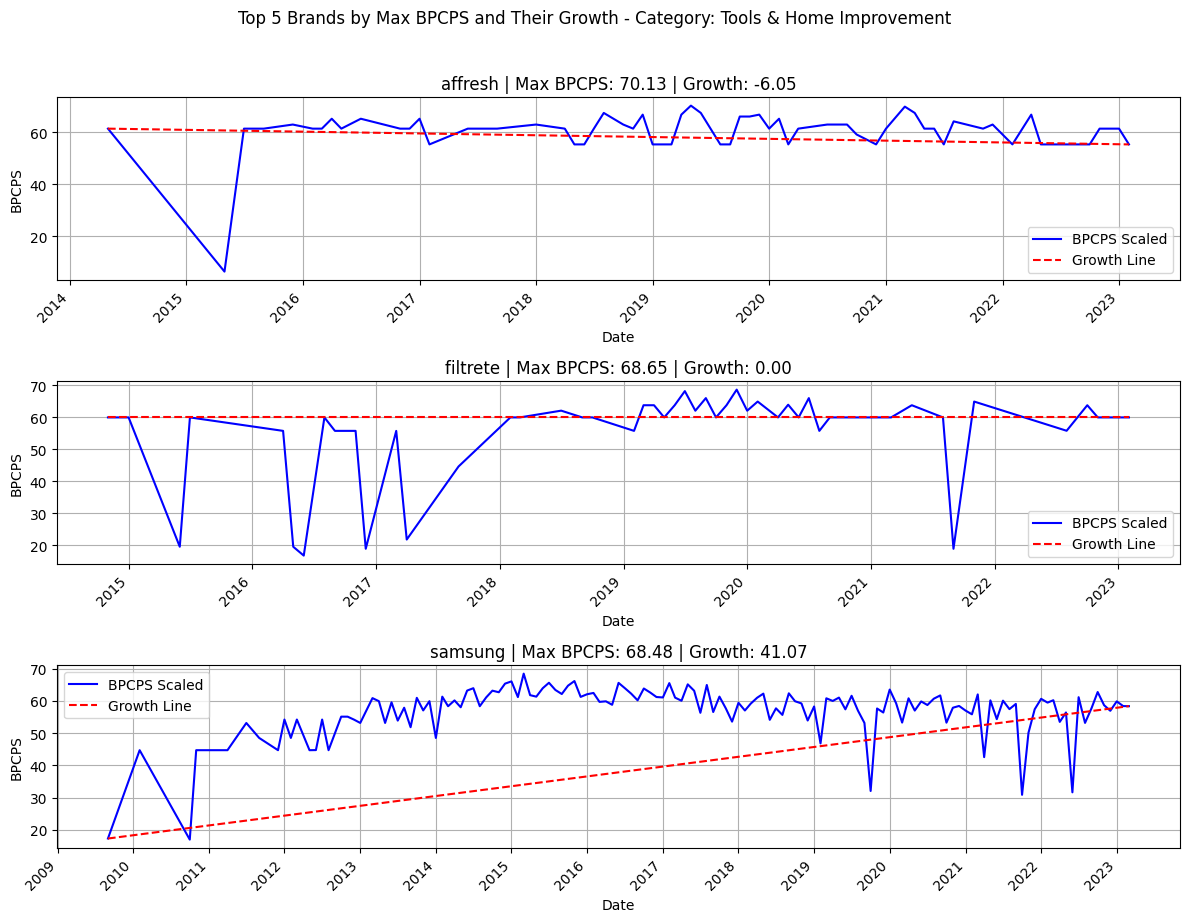 Top 5 Brands by Max BPCPS and Their Growth - Category: Tools & Home Improvement
affresh | Max BPCPS: 70.13 | Growth: -6.05
60
40
20
BPCPS
BPCPS Scaled
Growth Line
2014 2015 2016 2017 2018 2019 2020 2021 2022 2023
Date
filtrete | Max BPCPS: 68.65 | Growth: 0.00
70
60
50
40
30
20
BPCPS
BPCPS Scaled
Growth Line
2015 2016 2017 2018 2019 2020 2021 2022 2023
Date
samsung | Max BPCPS: 68.48 | Growth: 41.07
70
60
50
40
30
20
BPCPS
BPCPS Scaled
Growth Line
2009 2010 2011 2012 2013 2014 2015 2016 2017 2018 2019 2020 2021 2022 2023
Date